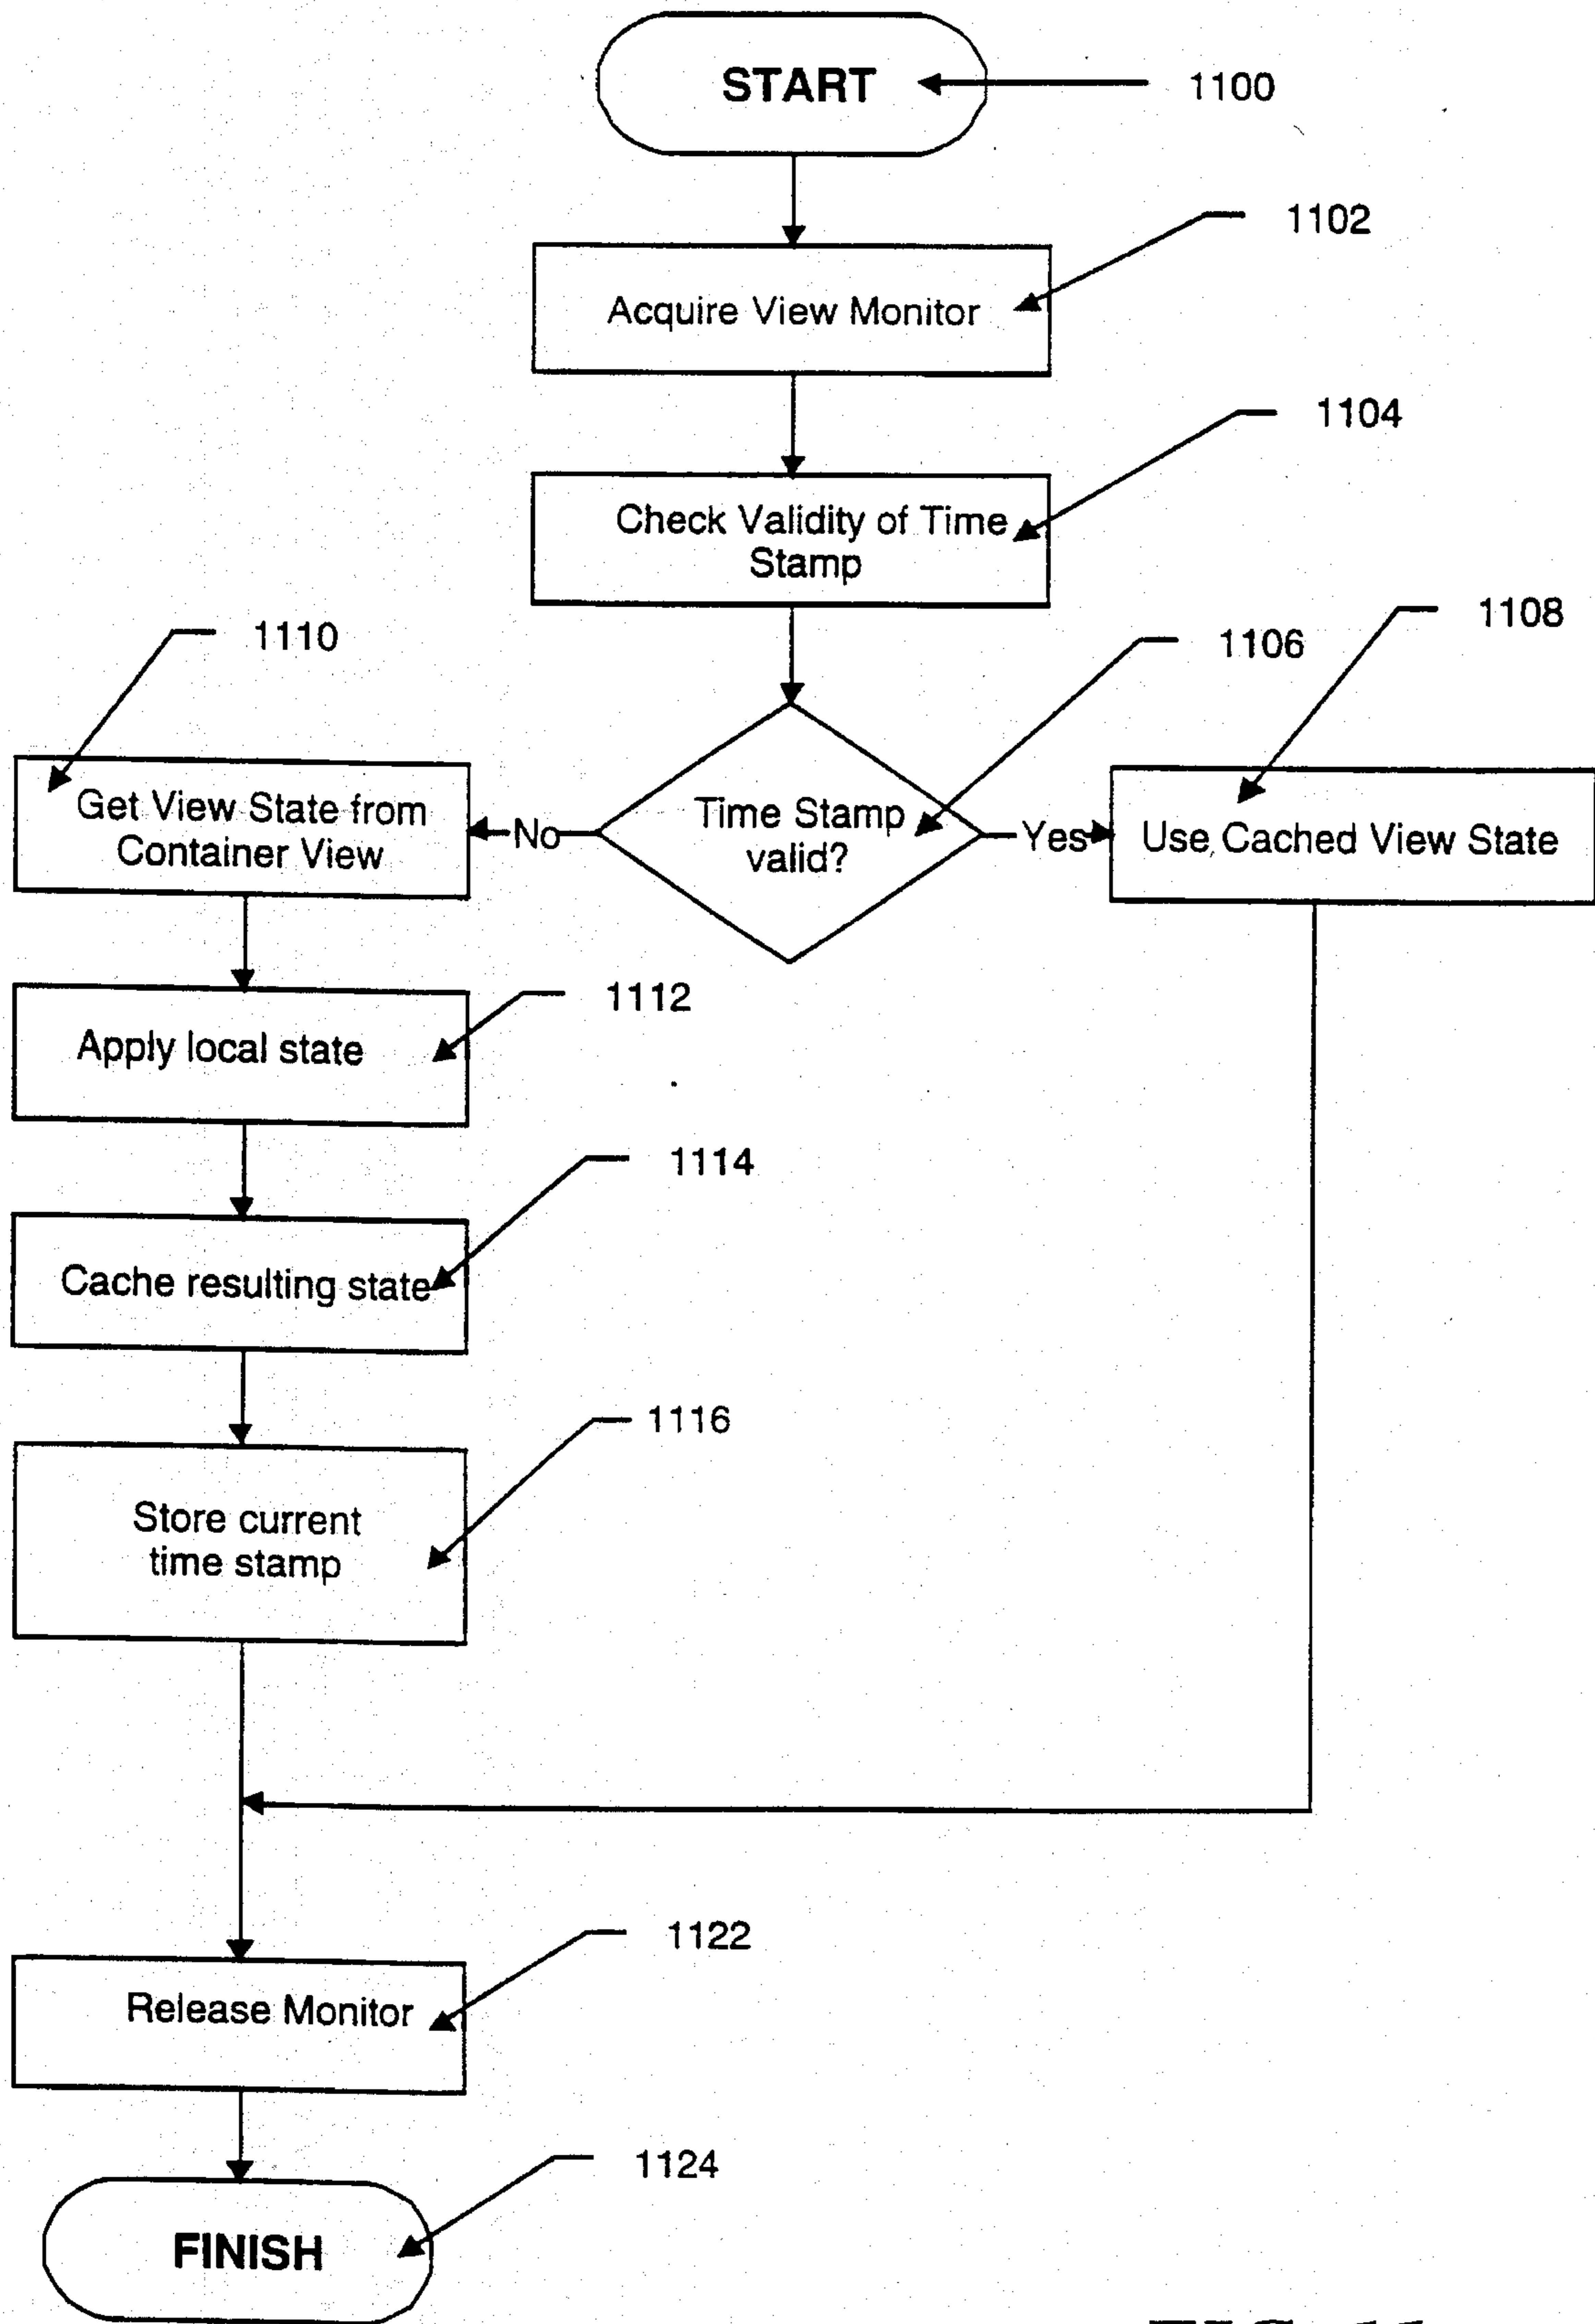 START
1100
1102
Acquire View Monitor
1104
Check Validity of Time
Stamp
1110
1106
1108
Get View State from
Container View
No
Time Stamp
valid?
Yes
Use Cached View State
1112
Apply local state
1114
Cache resulting state
1116
Store current
time stamp
1122
Release Monitor
1124
FINISH